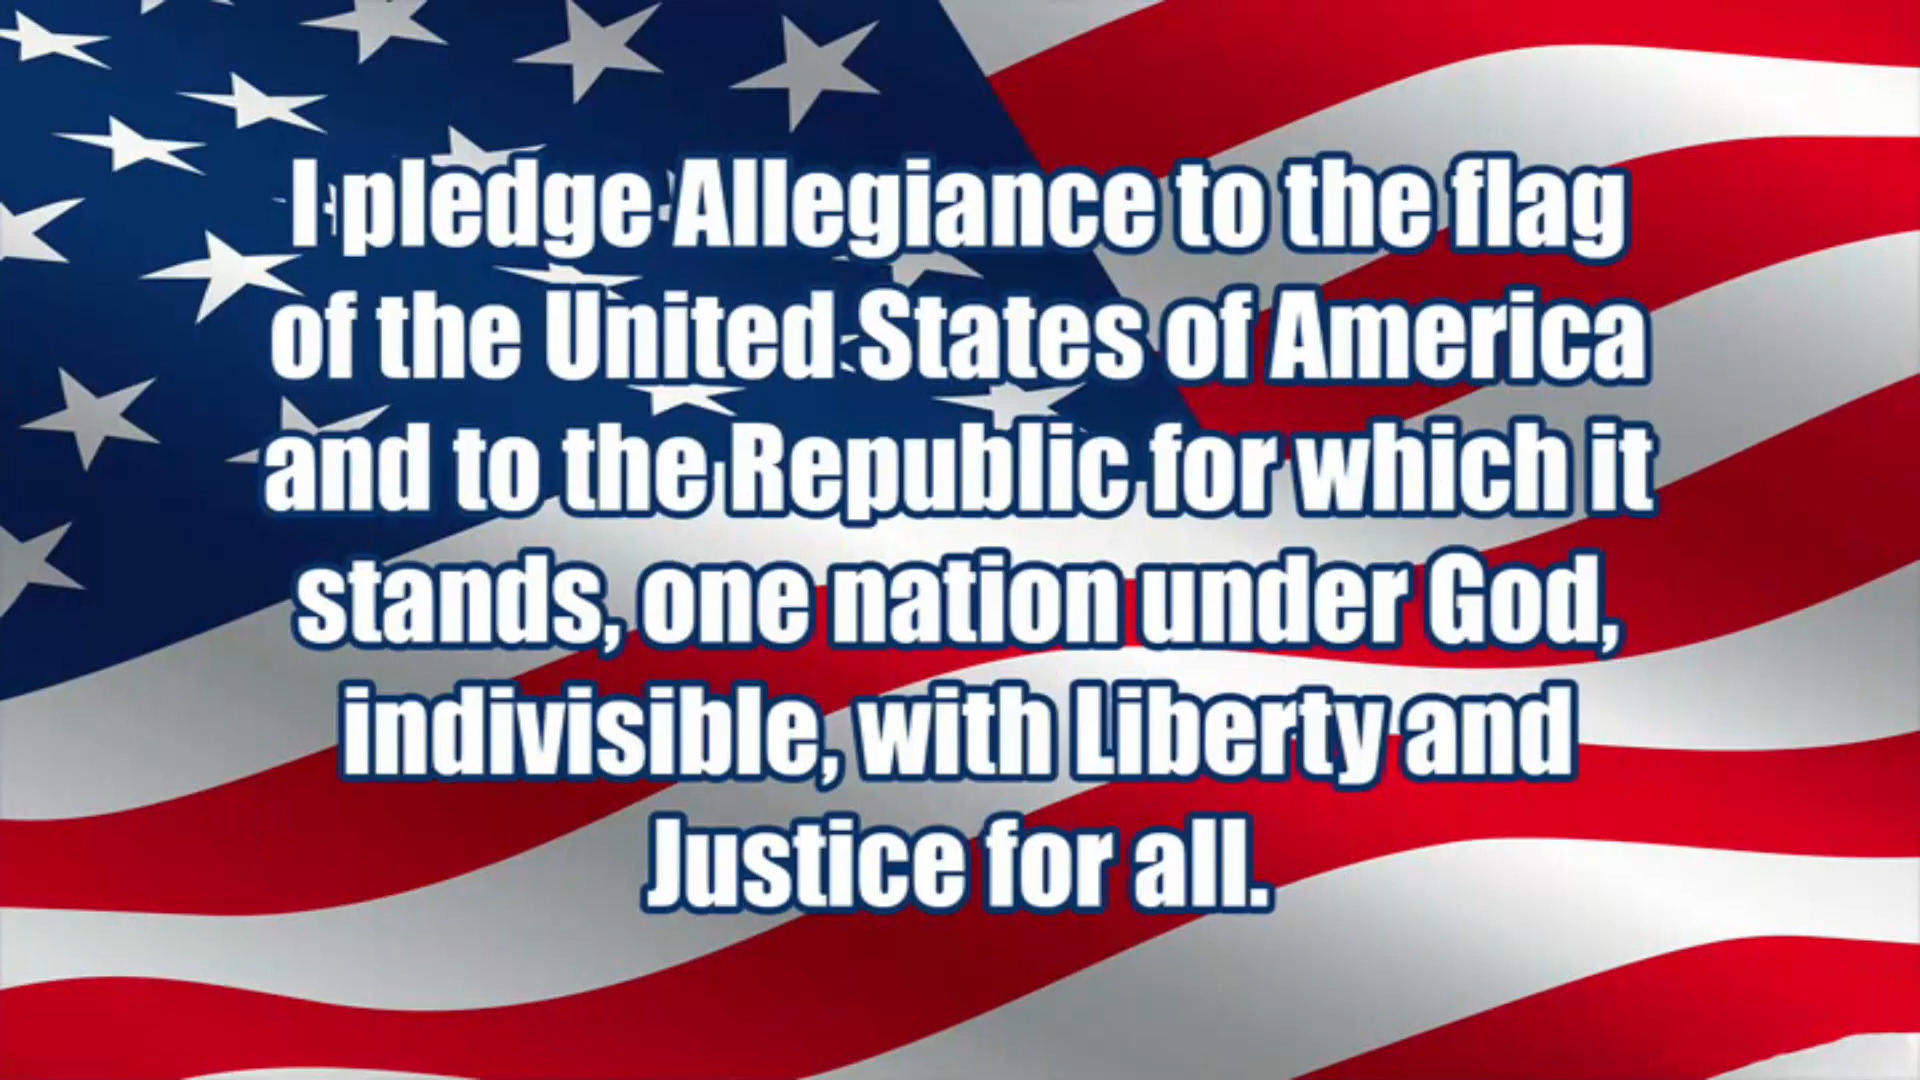 I pledge Allegiance to the flag
of the United States of America
and to the Republic for which it
stands, one nation under God,
indivisible, with Liberty and
Justice for all.